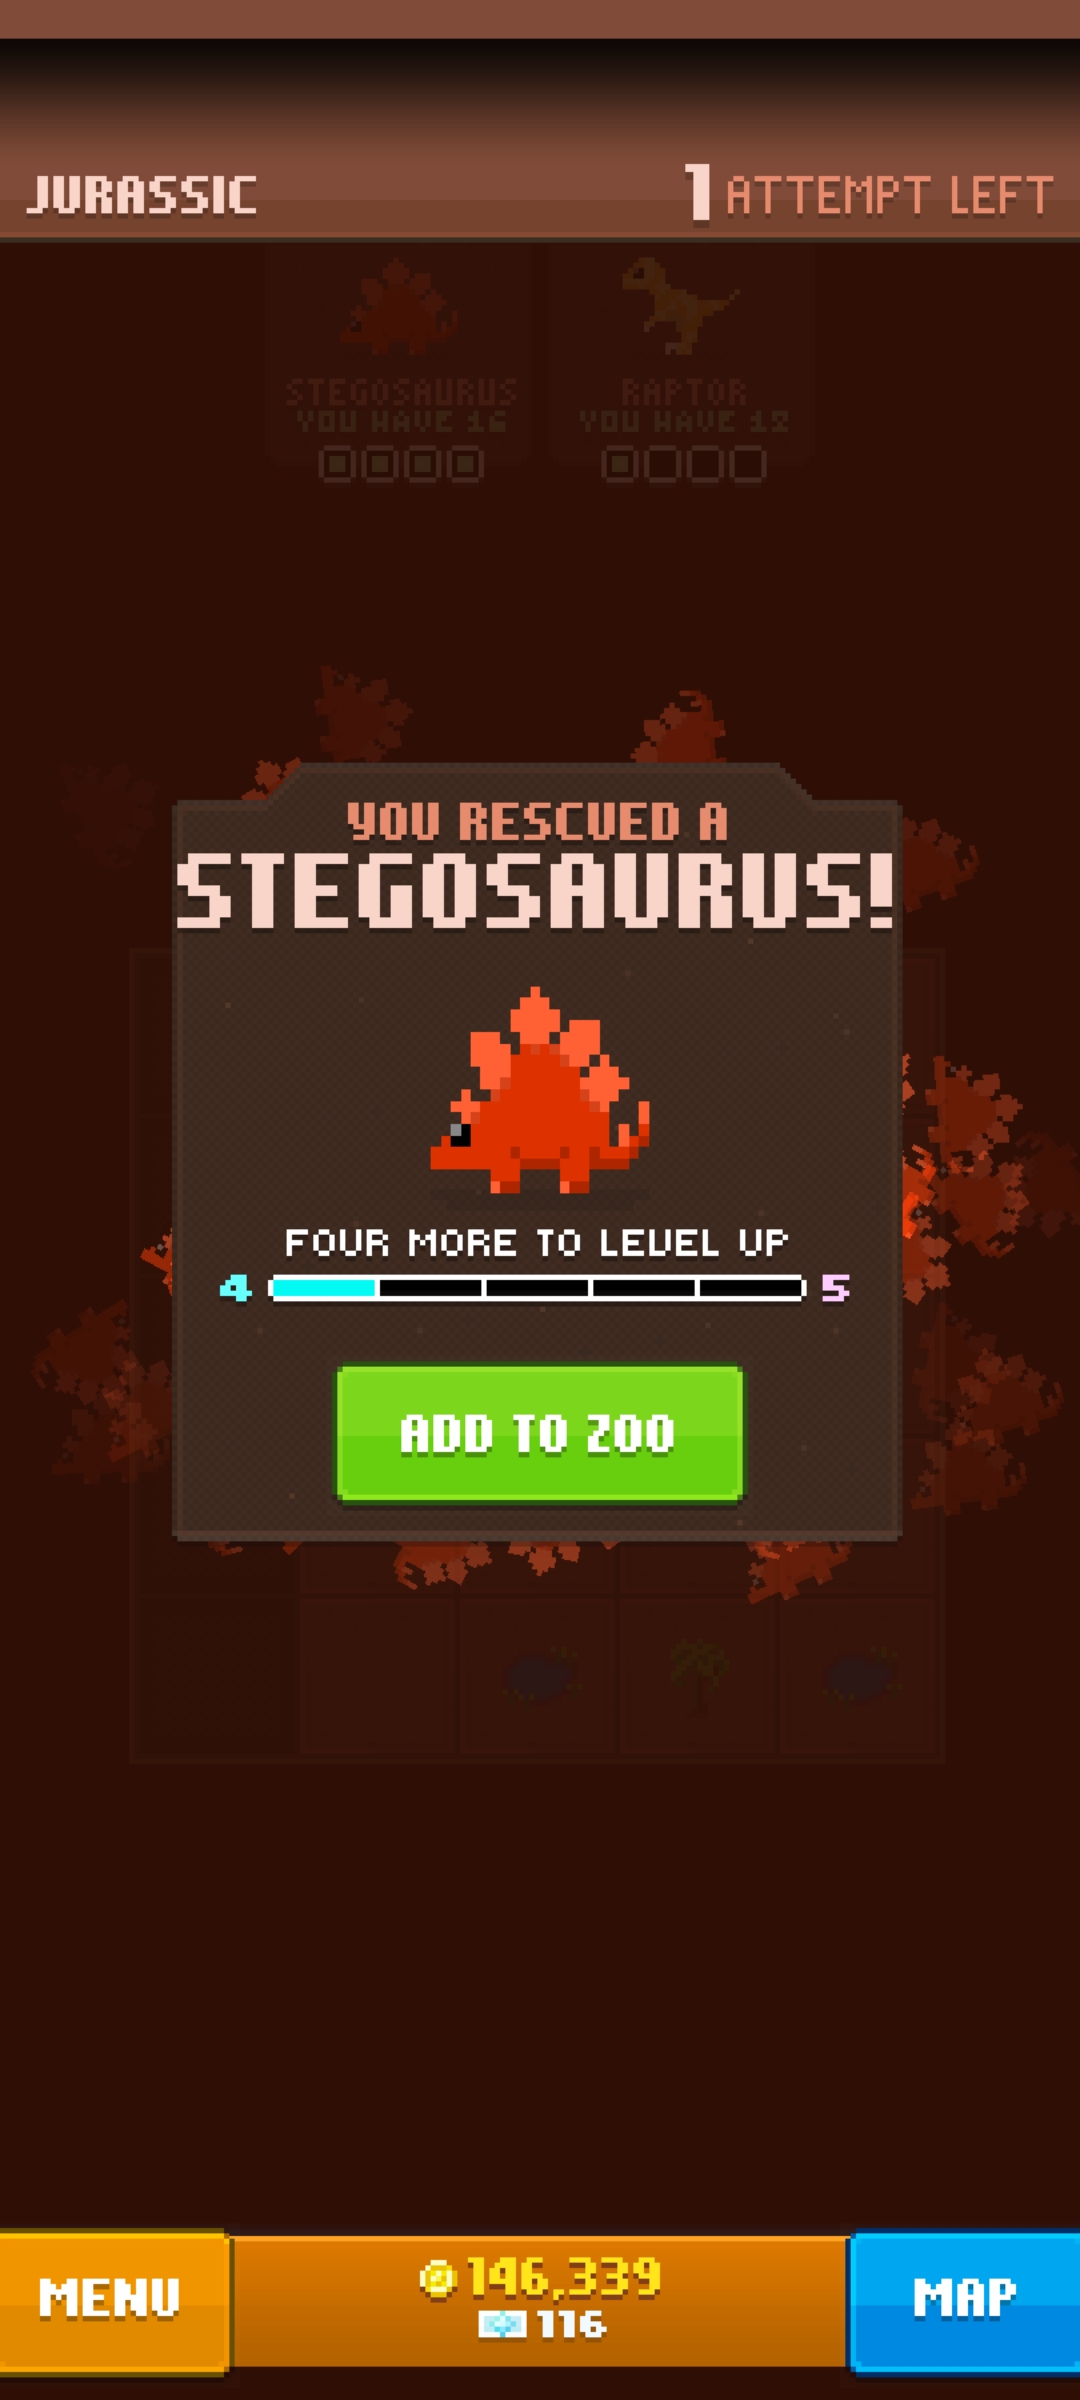 JURASSIC
1 ATTEMPT LEFT
STEGOSAURUS
YOU HAVE 16
RAPTOR
YOU HAVE 12
YOU RESCUED A
STEGOSAURUS!
FOUR MORE TO LEVEL UP
4 5
ADD TO ZOO
MENU
146,339
116
MAP